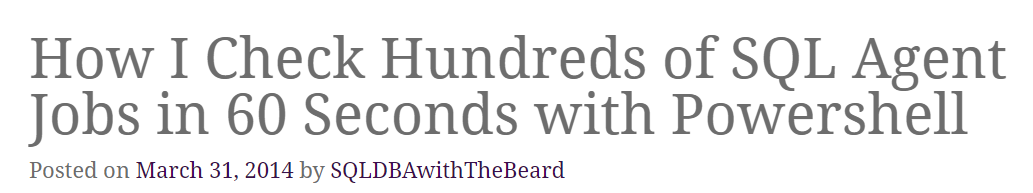 How I Check Hundreds of SQL Agent
Jobs in 60 Seconds with Powershell
Posted on March 31, 2014 by SQLDBAwithTheBeard